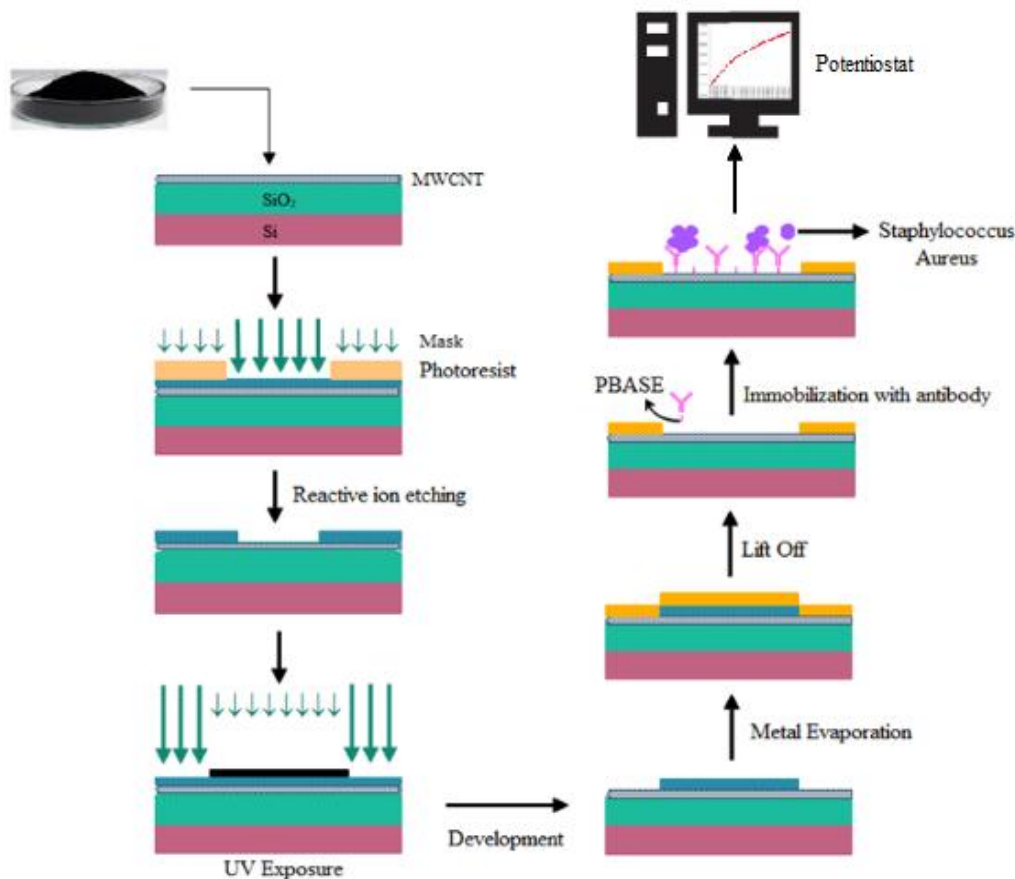 MWCNT
SiO₂
Si
Mask
Photoresist
Reactive ion etching
UV Exposure
Development
Metal Evaporation
Lift Off
PBASE
Immobilization with antibody
Staphylococcus
Aureus
Potentiostat